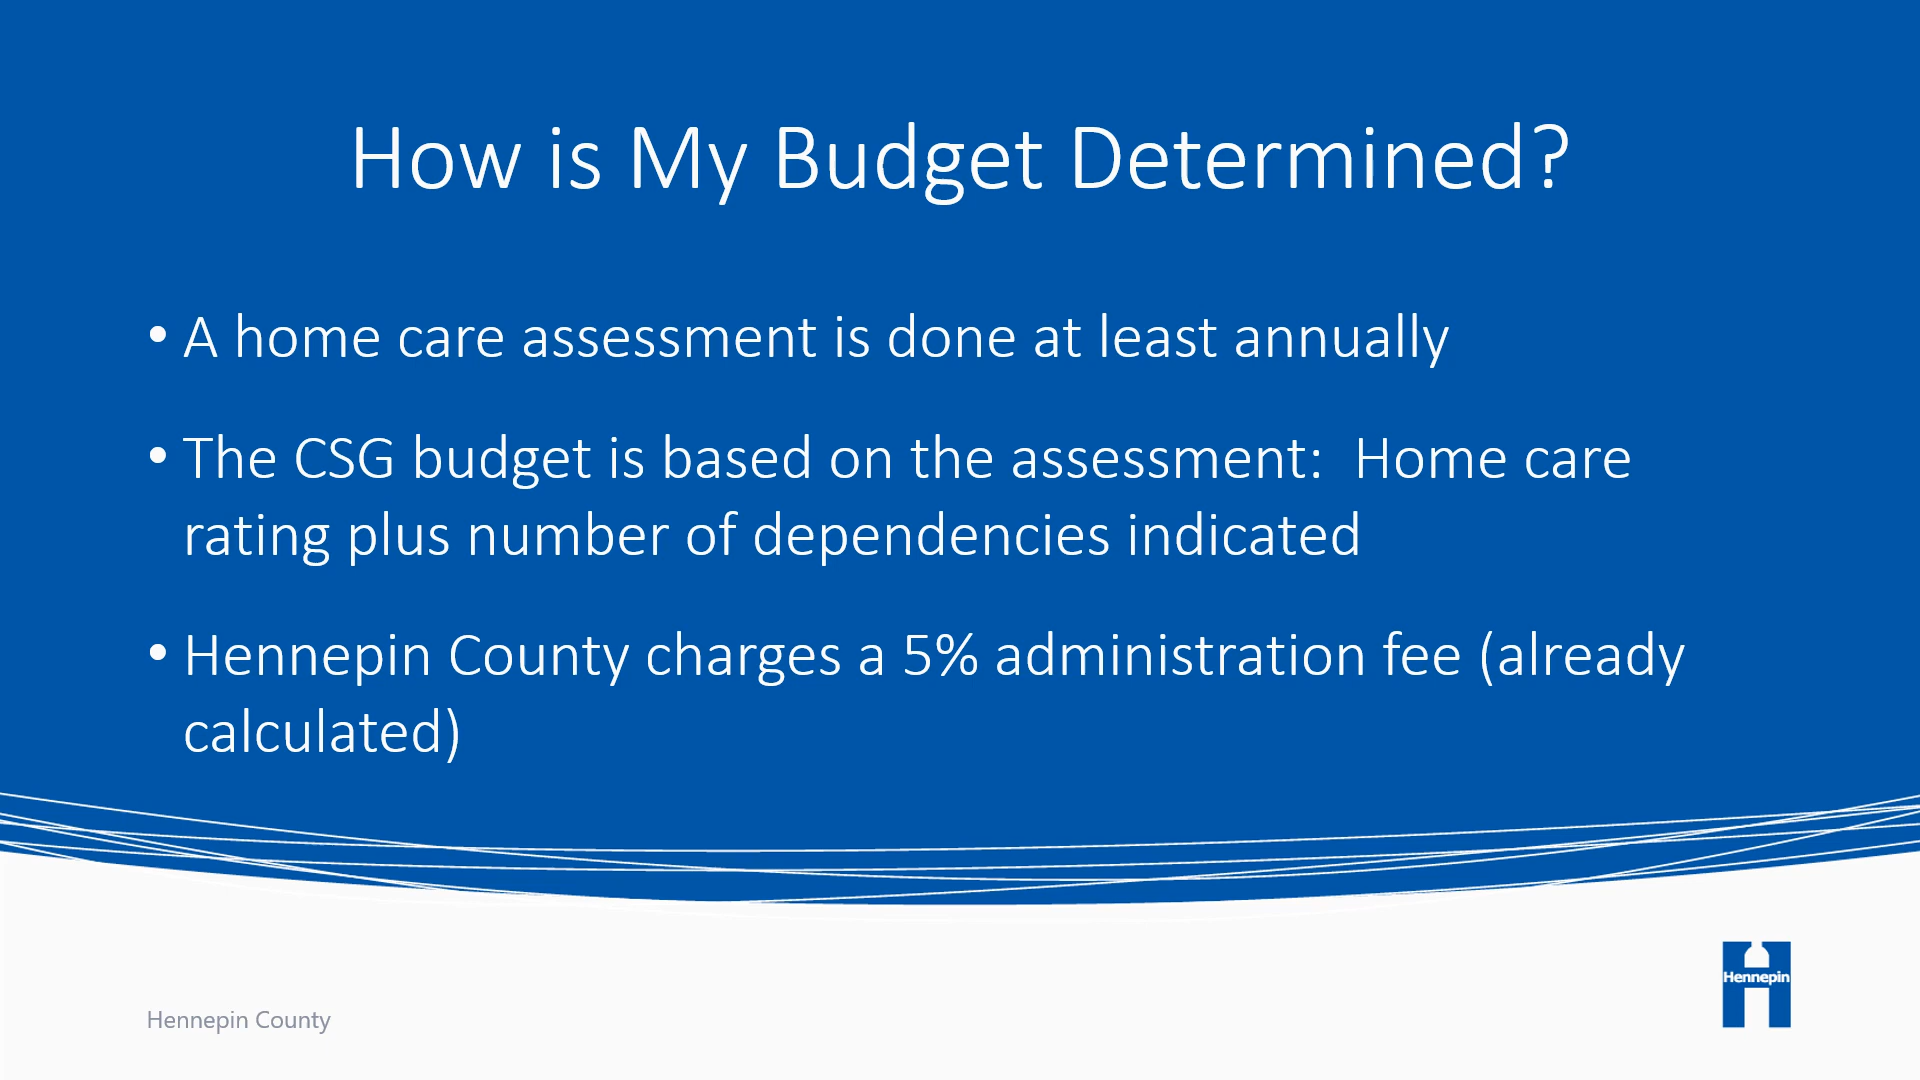 How is My Budget Determined?
• A home care assessment is done at least annually
• The CSG budget is based on the assessment:  Home care
rating plus number of dependencies indicated
• Hennepin County charges a 5% administration fee (already
calculated)
Hennepin
Hennepin County